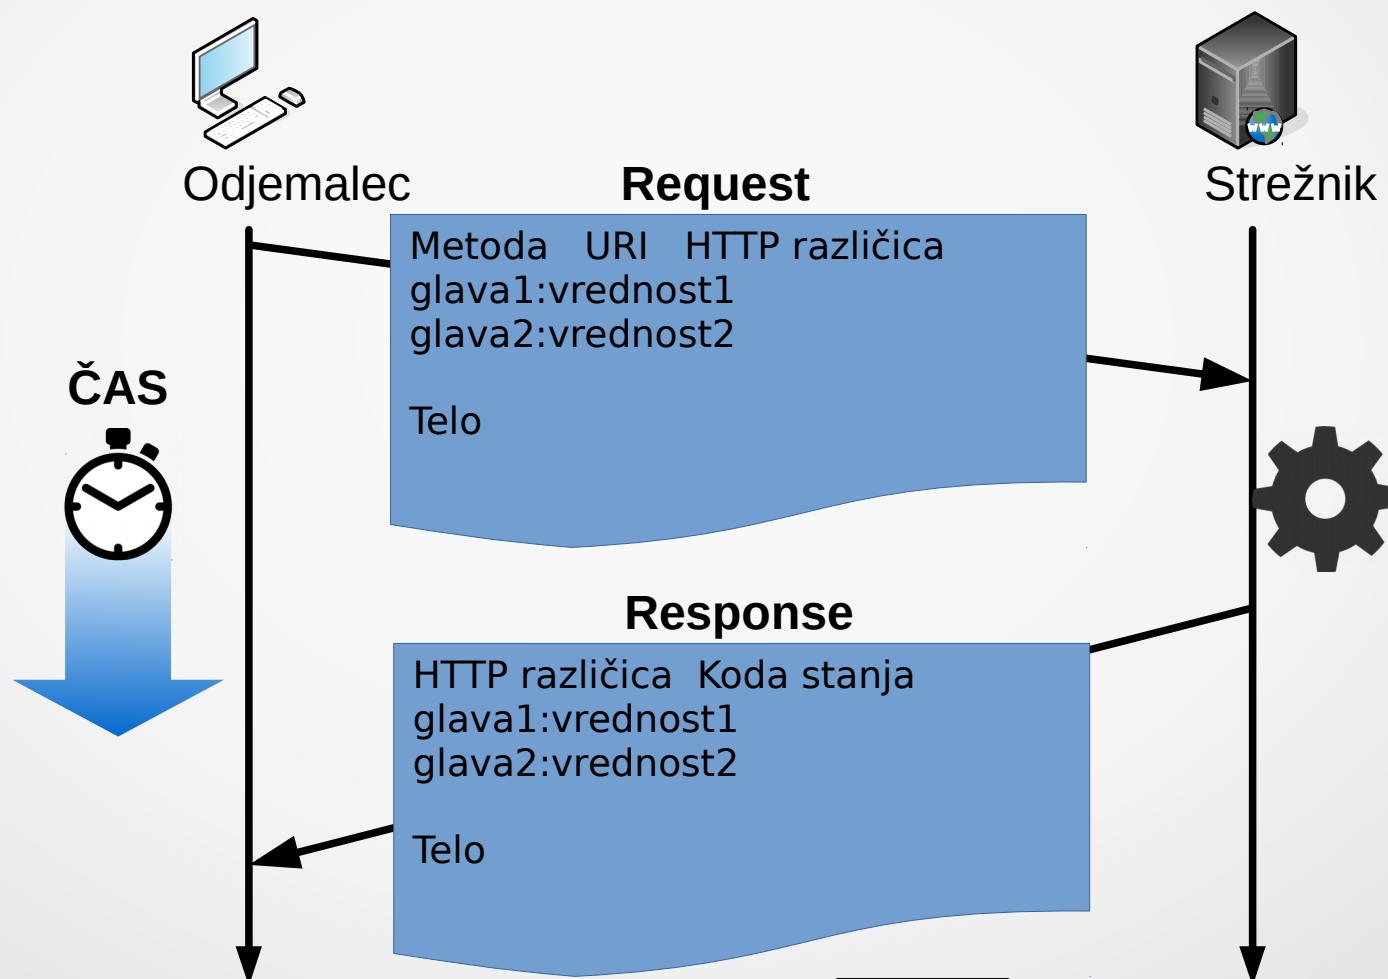 Odjemalec
Request
Strežnik
Metoda URI HTTP različica
glava1:vrednost1
glava2:vrednost2
Telo
ČAS
Response
HTTP različica Koda stanja
glava1:vrednost1
glava2:vrednost2
Telo